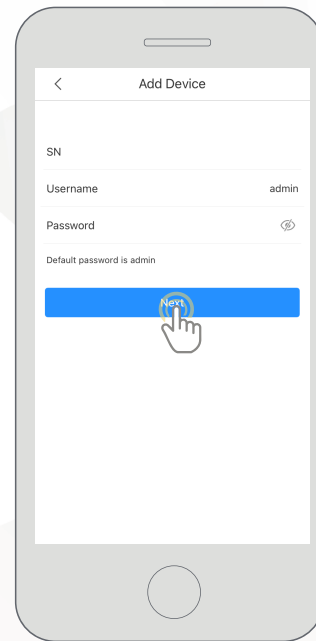 Add Device
SN
Username admin
Password
Default password is admin
Next